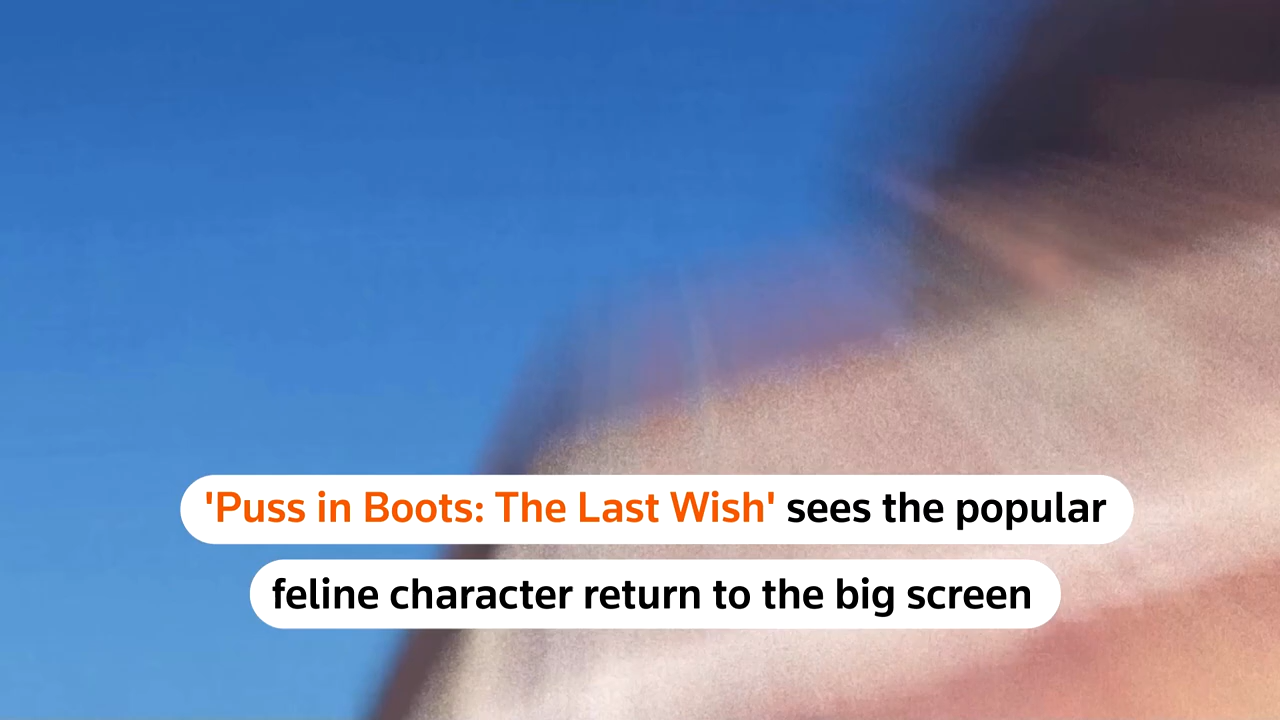 'Puss in Boots: The Last Wish' sees the popular
feline character return to the big screen